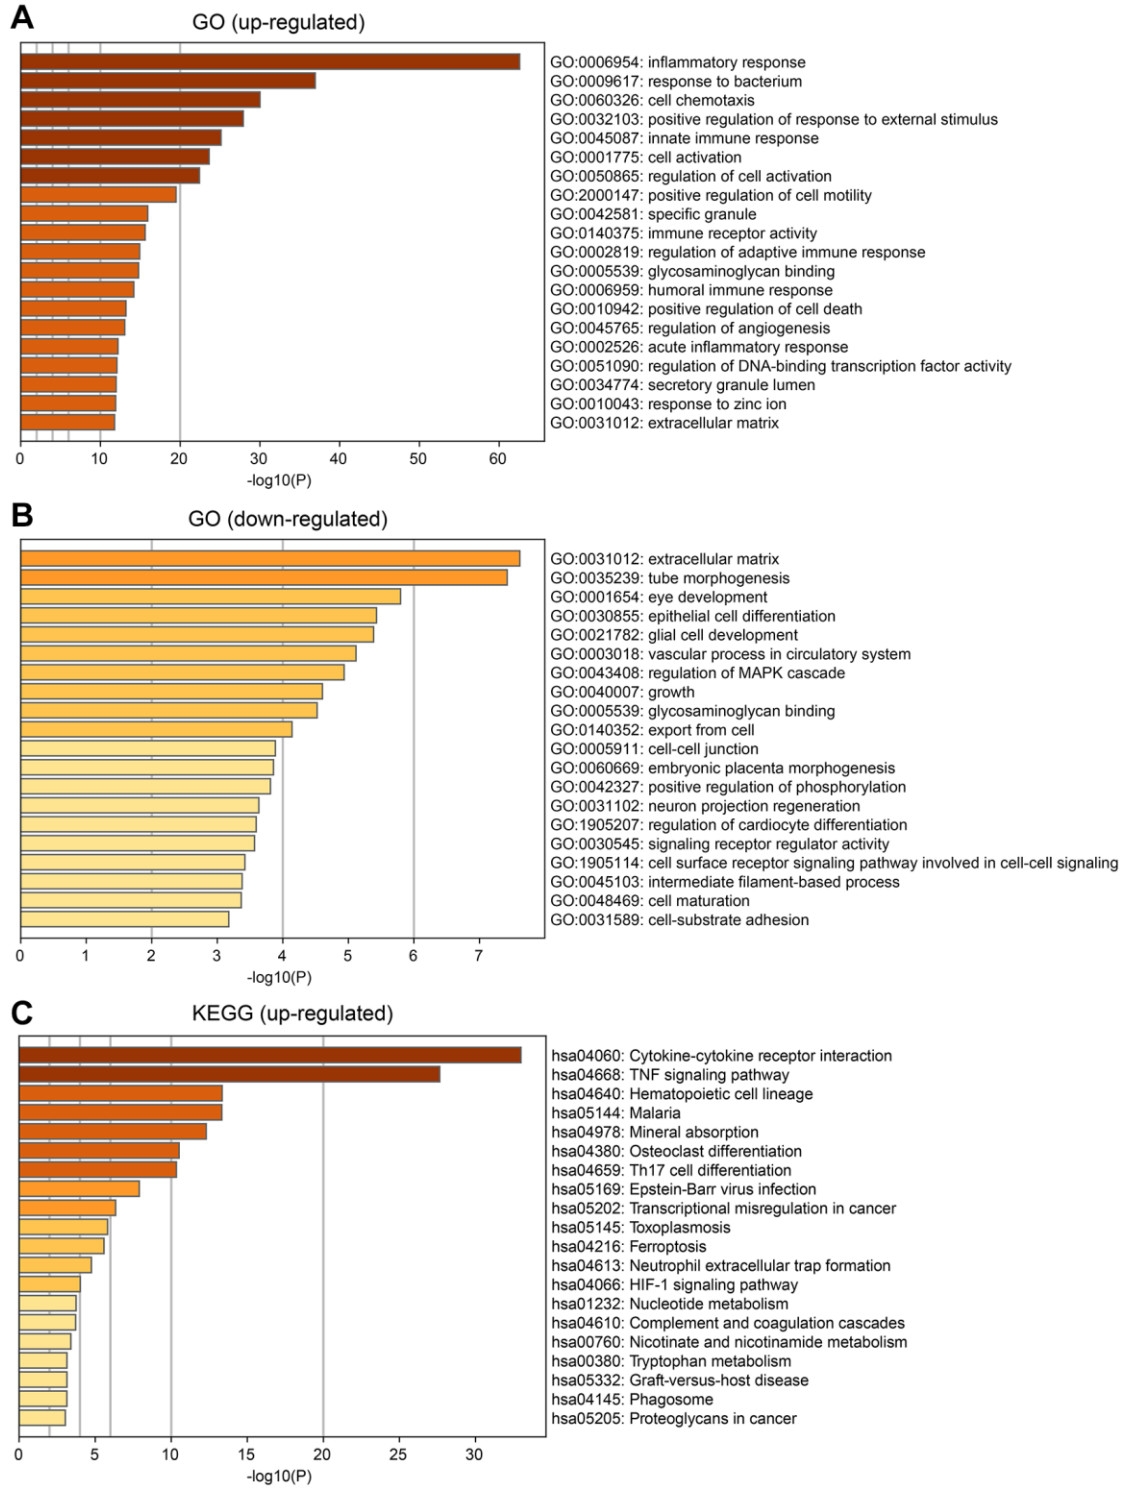 A
GO (up-regulated)
GO:0006954: inflammatory response
GO:0009617: response to bacterium
GO:0060326: cell chemotaxis
GO:0032103: positive regulation of response to external stimulus
GO:0045087: innate immune response
GO:0001775: cell activation
GO:0050865: regulation of cell activation
GO:2000147: positive regulation of cell motility
GO:0042581: specific granule
GO:0140375: immune receptor activity
GO:0002819: regulation of adaptive immune response
GO:0005539: glycosaminoglycan binding
GO:0006959: humoral immune response
GO:0010942: positive regulation of cell death
GO:0045765: regulation of angiogenesis
GO:0002526: acute inflammatory response
GO:0051090: regulation of DNA-binding transcription factor activity
GO:0034774: secretory granule lumen
GO:0010043: response to zinc ion
GO:0031012: extracellular matrix
0 10 20 30 40 50 60
-log10(P)
B
GO (down-regulated)
GO:0031012: extracellular matrix
GO:0035239: tube morphogenesis
GO:0001654: eye development
GO:0030855: epithelial cell differentiation
GO:0021782: glial cell development
GO:0003018: vascular process in circulatory system
GO:0043408: regulation of MAPK cascade
GO:0040007: growth
GO:0005539: glycosaminoglycan binding
GO:0140352: export from cell
GO:0005911: cell-cell junction
GO:0060669: embryonic placenta morphogenesis
GO:0042327: positive regulation of phosphorylation
GO:0031102: neuron projection regeneration
GO:1905207: regulation of cardiocyte differentiation
GO:0030545: signaling receptor regulator activity
GO:1905114: cell surface receptor signaling pathway involved in cell-cell signaling
GO:0045103: intermediate filament-based process
GO:0048469: cell maturation
GO:0031589: cell-substrate adhesion
0 1 2 3 4 5 6 7
-log10(P)
C
KEGG (up-regulated)
hsa04060: Cytokine-cytokine receptor interaction
hsa04668: TNF signaling pathway
hsa04640: Hematopoietic cell lineage
hsa05144: Malaria
hsa04978: Mineral absorption
hsa04380: Osteoclast differentiation
hsa04659: Th17 cell differentiation
hsa05169: Epstein-Barr virus infection
hsa05202: Transcriptional misregulation in cancer
hsa05145: Toxoplasmosis
hsa04216: Ferroptosis
hsa04613: Neutrophil extracellular trap formation
hsa04066: HIF-1 signaling pathway
hsa01232: Nucleotide metabolism
hsa04610: Complement and coagulation cascades
hsa00760: Nicotinate and nicotinamide metabolism
hsa00380: Tryptophan metabolism
hsa05332: Graft-versus-host disease
hsa04145: Phagosome
hsa05205: Proteoglycans in cancer
0 5 10 15 20 25 30
-log10(P)